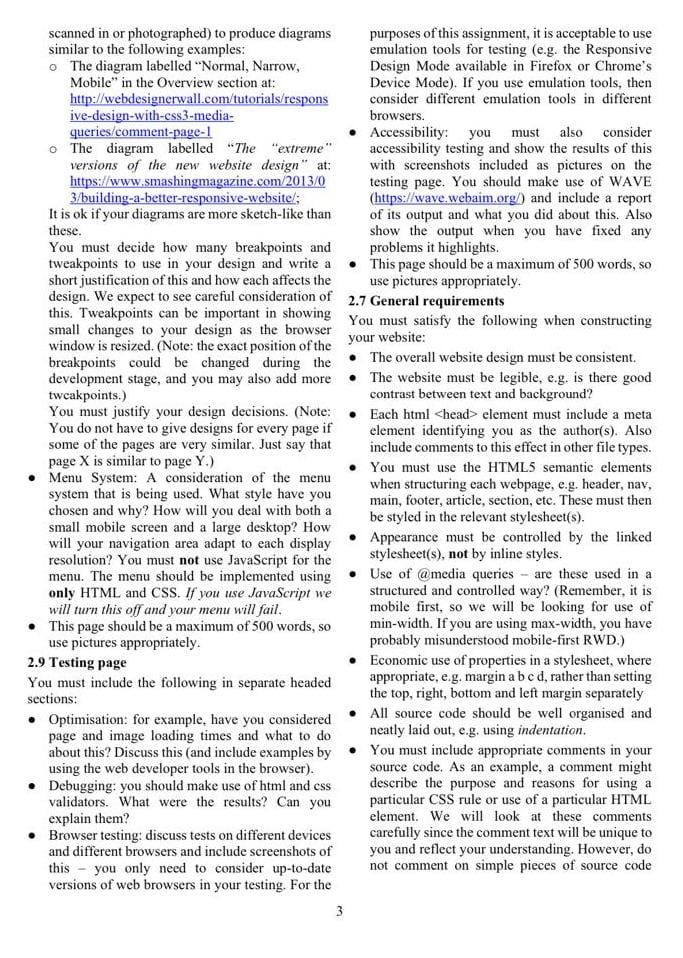 scanned in or photographed) to produce diagrams
similar to the following examples:
o The diagram labelled “Normal, Narrow,
Mobile” in the Overview section at:
http://webdesignerwall.com/tutorials/respons
ive-design-with-css3-media-
queries/comment-page-1
o The diagram labelled “The “extreme”
versions of the new website design” at:
https://www.smashingmagazine.com/2013/0
3/building-a-better-responsive-website/;
It is ok if your diagrams are more sketch-like than
these.
You must decide how many breakpoints and
tweakpoints to use in your design and write a
short justification of this and how each affects the
design. We expect to see careful consideration of
this. Tweakpoints can be important in showing
small changes to your design as the browser
window is resized. (Note: the exact position of the
breakpoints could be changed during the
development stage, and you may also add more
tweakpoints.)
You must justify your design decisions. (Note:
You do not have to give designs for every page if
some of the pages are very similar. Just say that
page X is similar to page Y.)
● Menu System: A consideration of the menu
system that is being used. What style have you
chosen and why? How will you deal with both a
small mobile screen and a large desktop? How
will your navigation area adapt to each display
resolution? You must not use JavaScript for the
menu. The menu should be implemented using
only HTML and CSS. If you use JavaScript we
will turn this off and your menu will fail.
● This page should be a maximum of 500 words, so
use pictures appropriately.
2.9 Testing page
You must include the following in separate headed
sections:
● Optimisation: for example, have you considered
page and image loading times and what to do
about this? Discuss this (and include examples by
using the web developer tools in the browser).
● Debugging: you should make use of html and css
validators. What were the results? Can you
explain them?
● Browser testing: discuss tests on different devices
and different browsers and include screenshots of
this – you only need to consider up-to-date
versions of web browsers in your testing. For the
purposes of this assignment, it is acceptable to use
emulation tools for testing (e.g. the Responsive
Design Mode available in Firefox or Chrome’s
Device Mode). If you use emulation tools, then
consider different emulation tools in different
browsers.
● Accessibility: you must also consider
accessibility testing and show the results of this
with screenshots included as pictures on the
testing page. You should make use of WAVE
(https://wave.webaim.org/) and include a report
of its output and what you did about this. Also
show the output when you have fixed any
problems it highlights.
● This page should be a maximum of 500 words, so
use pictures appropriately.
2.7 General requirements
You must satisfy the following when constructing
your website:
● The overall website design must be consistent.
● The website must be legible, e.g. is there good
contrast between text and background?
● Each html <head> element must include a meta
element identifying you as the author(s). Also
include comments to this effect in other file types.
● You must use the HTML5 semantic elements
when structuring each webpage, e.g. header, nav,
main, footer, article, section, etc. These must then
be styled in the relevant stylesheet(s).
● Appearance must be controlled by the linked
stylesheet(s), not by inline styles.
● Use of @media queries – are these used in a
structured and controlled way? (Remember, it is
mobile first, so we will be looking for use of
min-width. If you are using max-width, you have
probably misunderstood mobile-first RWD.)
● Economic use of properties in a stylesheet, where
appropriate, e.g. margin a b c d, rather than setting
the top, right, bottom and left margin separately
● All source code should be well organised and
neatly laid out, e.g. using indentation.
● You must include appropriate comments in your
source code. As an example, a comment might
describe the purpose and reasons for using a
particular CSS rule or use of a particular HTML
element. We will look at these comments
carefully since the comment text will be unique to
you and reflect your understanding. However, do
not comment on simple pieces of source code
3